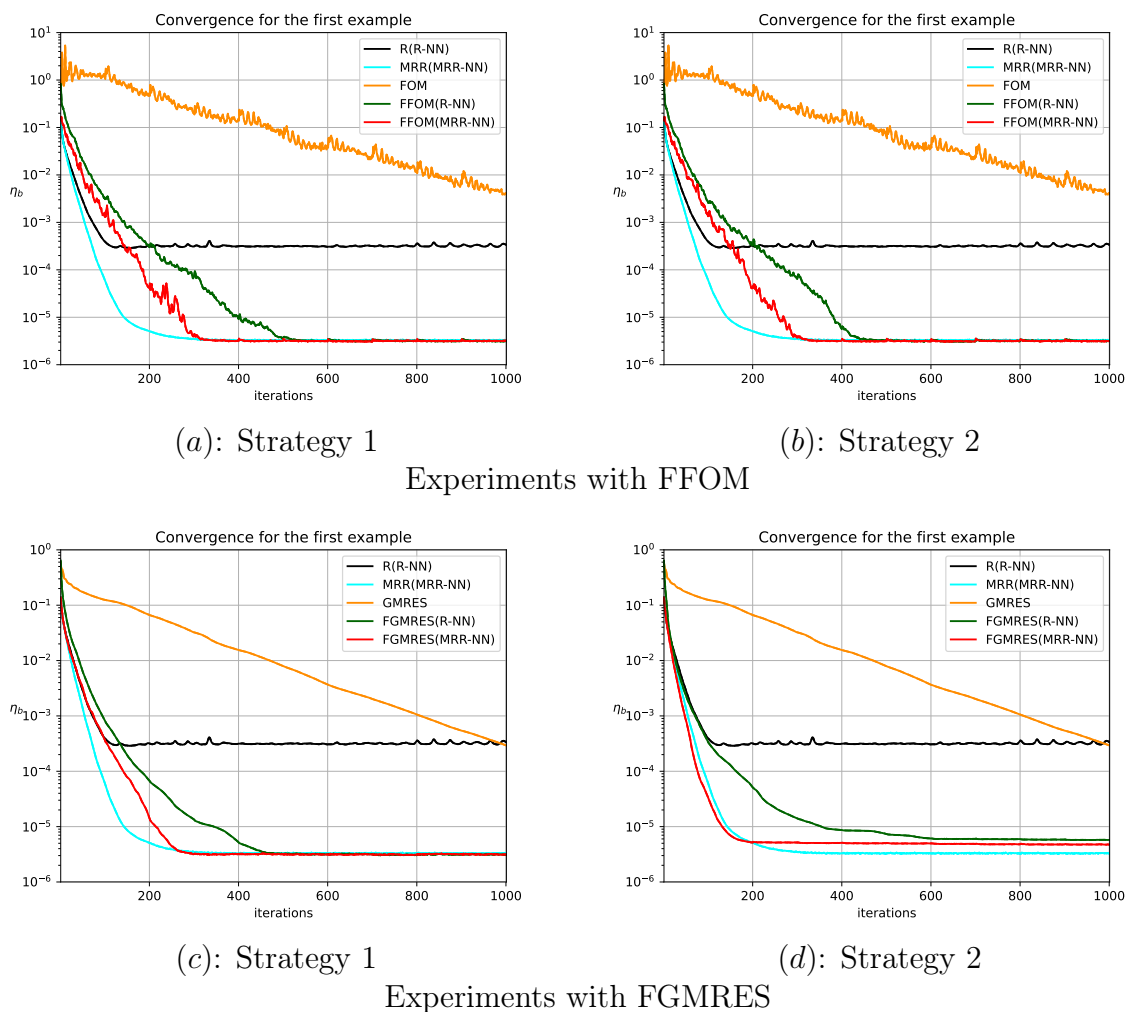 Convergence for the first example
10^1
10^0
10^-1
10^-2
10^-3
10^-4
10^-5
10^-6
η_b
R(R-NN)
MRR(MRR-NN)
FOM
FFOM(R-NN)
FFOM(MRR-NN)
200 400 600 800 1000
iterations
(a): Strategy 1
Convergence for the first example
10^1
10^0
10^-1
10^-2
10^-3
10^-4
10^-5
10^-6
η_b
R(R-NN)
MRR(MRR-NN)
FOM
FFOM(R-NN)
FFOM(MRR-NN)
200 400 600 800 1000
iterations
(b): Strategy 2
Experiments with FFOM
Convergence for the first example
10^0
10^-1
10^-2
10^-3
10^-4
10^-5
10^-6
η_b
R(R-NN)
MRR(MRR-NN)
GMRES
FGMRES(R-NN)
FGMRES(MRR-NN)
200 400 600 800 1000
iterations
(c): Strategy 1
Convergence for the first example
10^0
10^-1
10^-2
10^-3
10^-4
10^-5
10^-6
η_b
R(R-NN)
MRR(MRR-NN)
GMRES
FGMRES(R-NN)
FGMRES(MRR-NN)
200 400 600 800 1000
iterations
(d): Strategy 2
Experiments with FGMRES